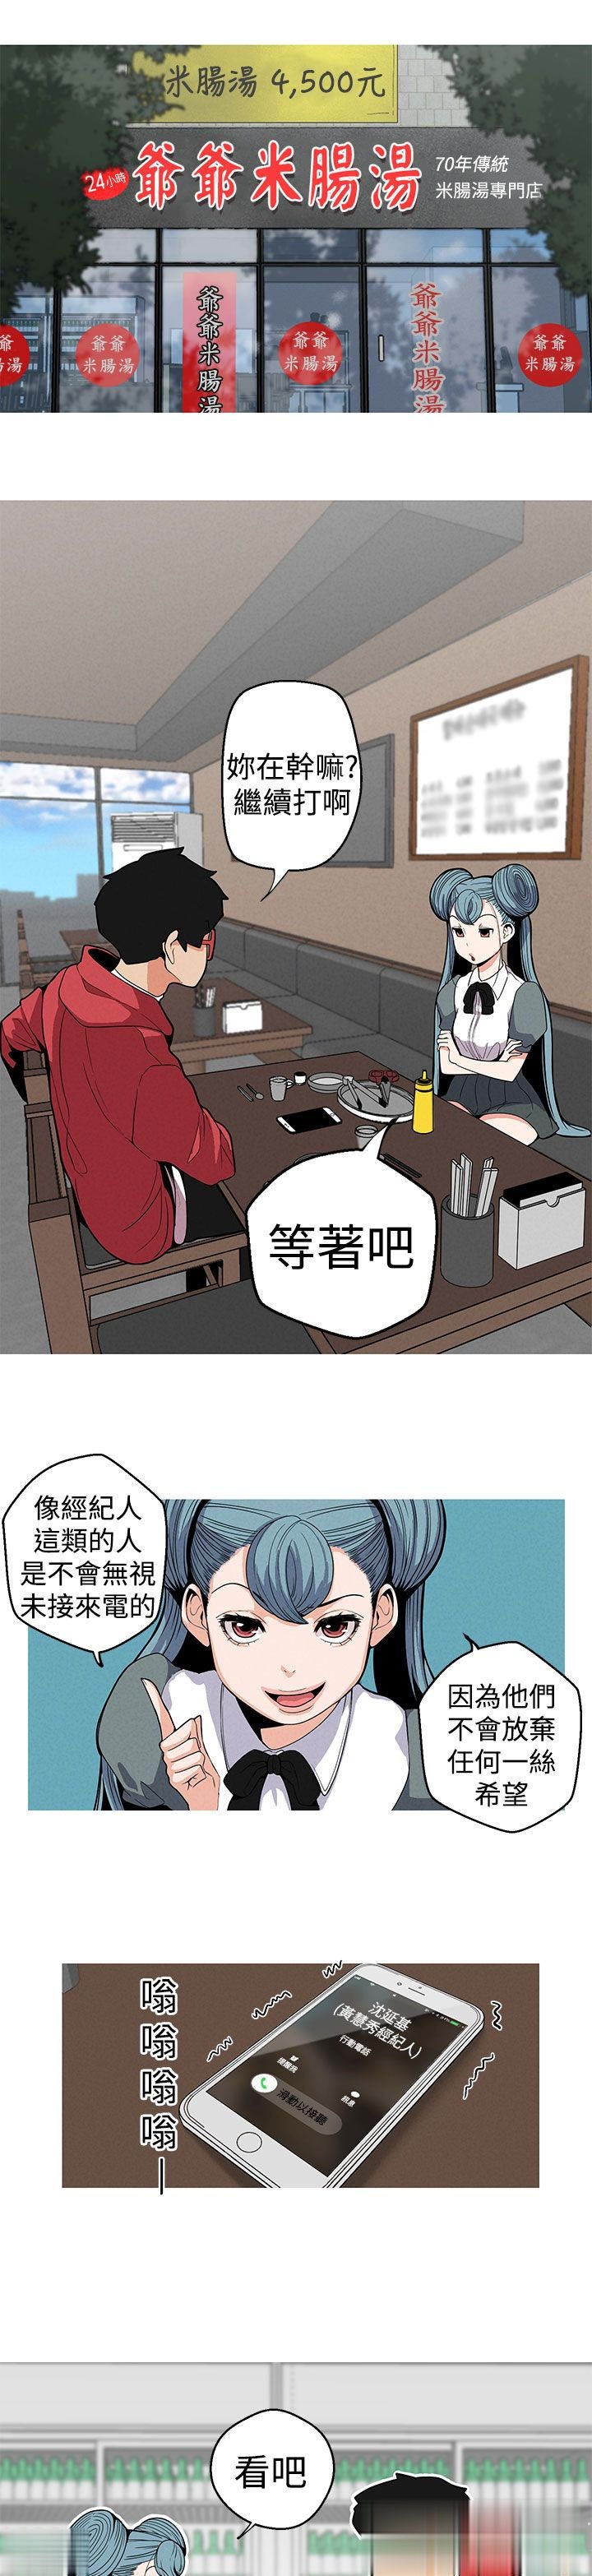 米腸湯 4,500元
24小時
爺爺米腸湯
70年傳統
米腸湯專門店
爺爺
米腸湯
爺爺米腸湯
爺爺
米腸湯
爺爺米腸湯
爺爺
米腸湯
妳在幹嘛?
繼續打啊
等著吧
像經紀人
這類的人
是不會無視
未接來電的
因為他們
不會放棄
任何一絲
希望
嗡嗡嗡嗡—
沈延基
(黃慧秀經紀人)
行動電話
提醒我
訊息
滑動以接聽
看吧